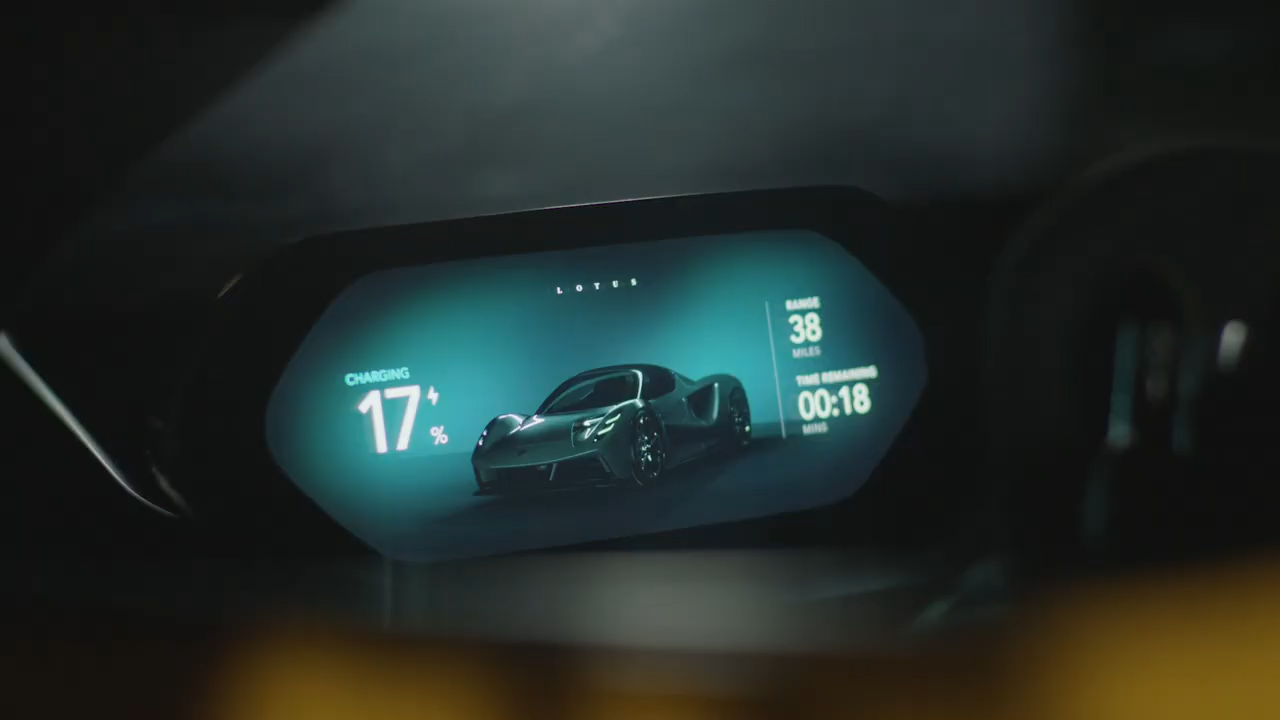 LOTUS
CHARGING
17 %
RANGE
38
MILES
TIME REMAINING
00:18
MINS